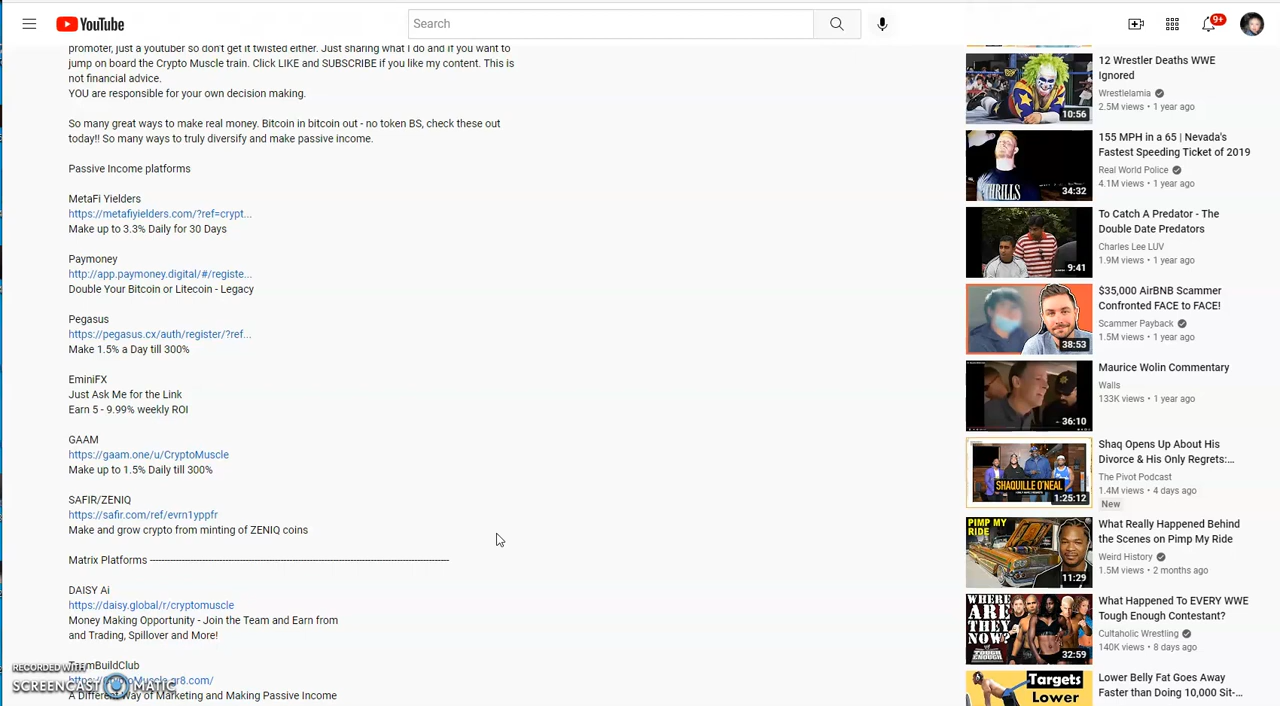 YouTube
Search
9+
promoter, just a youtuber so don't get it twisted either. Just sharing what I do and if you want to
jump on board the Crypto Muscle train. Click LIKE and SUBSCRIBE if you like my content. This is
not financial advice.
YOU are responsible for your own decision making.
So many great ways to make real money. Bitcoin in bitcoin out - no token BS, check these out
today!! So many ways to truly diversify and make passive income.
Passive Income platforms
MetaFi Yielders
https://metafiyielders.com/?ref=crypt...
Make up to 3.3% Daily for 30 Days
Paymoney
http://app.paymoney.digital/#/registe...
Double Your Bitcoin or Litecoin - Legacy
Pegasus
https://pegasus.cx/auth/register/?ref...
Make 1.5% a Day till 300%
EminiFX
Just Ask Me for the Link
Earn 5 - 9.99% weekly ROI
GAAM
https://gaam.one/u/CryptoMuscle
Make up to 1.5% Daily till 300%
SAFIR/ZENIQ
https://safir.com/ref/evrn1yppfr
Make and grow crypto from minting of ZENIQ coins
Matrix Platforms
DAISY Ai
https://daisy.global/r/cryptomuscle
Money Making Opportunity - Join the Team and Earn from
and Trading, Spillover and More!
TeamBuildClub
gr8.com/
A Different Way of Marketing and Making Passive Income
RECORDED WITH
SCREENCAST MATIC
12 Wrestler Deaths WWE
Ignored
Wrestlelamia
2.5M views • 1 year ago
10:56
155 MPH in a 65 | Nevada's
Fastest Speeding Ticket of 2019
Real World Police
4.1M views • 1 year ago
THRILLS
34:32
To Catch A Predator - The
Double Date Predators
Charles Lee LUV
1.9M views • 1 year ago
9:41
$35,000 AirBNB Scammer
Confronted FACE to FACE!
Scammer Payback
1.5M views • 1 year ago
38:53
Maurice Wolin Commentary
Walls
133K views • 1 year ago
36:10
Shaq Opens Up About His
Divorce & His Only Regrets:...
The Pivot Podcast
1.4M views • 4 days ago
New
SHAQUILLE O'NEAL
1:25:12
What Really Happened Behind
the Scenes on Pimp My Ride
Weird History
1.5M views • 2 months ago
PIMP MY
RIDE
11:29
What Happened To EVERY WWE
Tough Enough Contestant?
Cultaholic Wrestling
140K views • 8 days ago
WHERE
ARE
THEY
NOW?
TOUGH
ENOUGH
32:59
Lower Belly Fat Goes Away
Faster than Doing 10,000 Sit-...
Targets
Lower